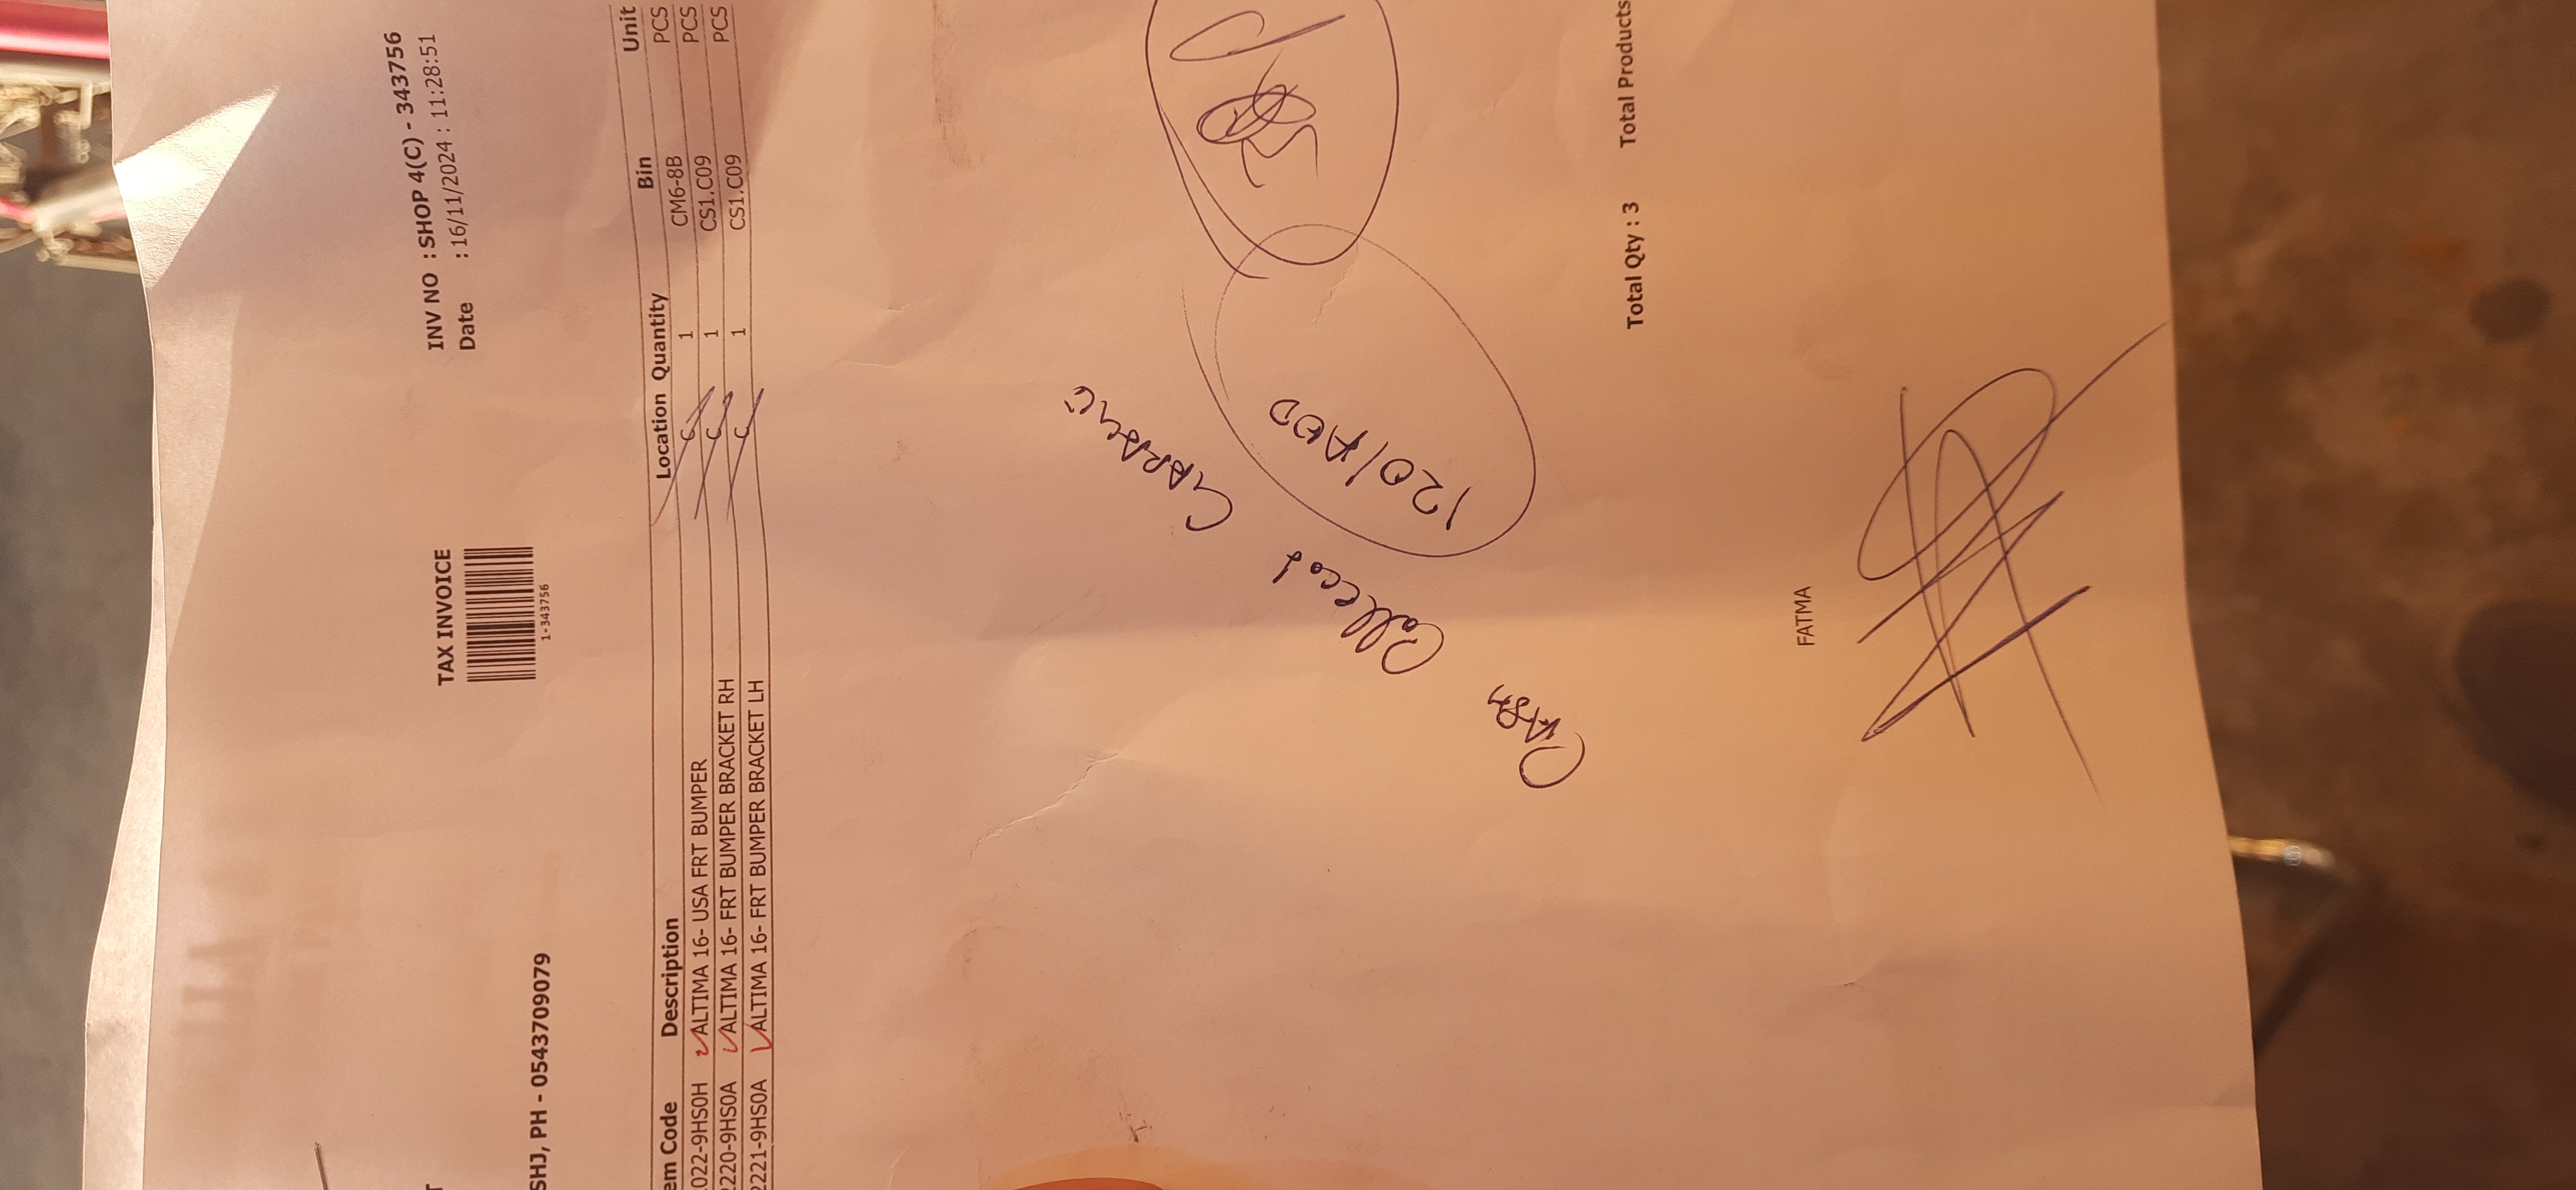 TAX INVOICE
INV NO : SHOP 4(C) - 343756
Date : 16/11/2024 : 11:28:51
1-343756
SHJ, PH - 0543709079
em Code Description Location Quantity Bin Unit
022-9HS0H ALTIMA 16- USA FRT BUMPER C 1 CM6-8B PCS
2220-9HS0A ALTIMA 16- FRT BUMPER BRACKET RH C 1 CS1.C09 PCS
2221-9HS0A ALTIMA 16- FRT BUMPER BRACKET LH C 1 CS1.C09 PCS
Cash
120/AED
Total Qty : 3 Total Products
FATMA